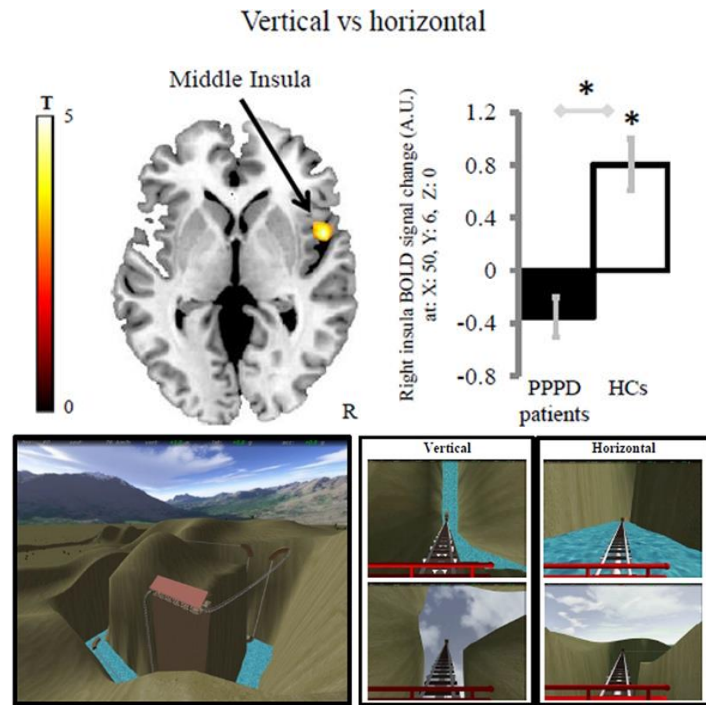 Vertical vs horizontal
Middle Insula
T
5
0
R
Right insula BOLD signal change (A.U.)
at: X: 50, Y: 6, Z: 0
1.2
0.8
0.4
0
-0.4
-0.8
*
*
PPPD
patients
HCs
Vertical
Horizontal